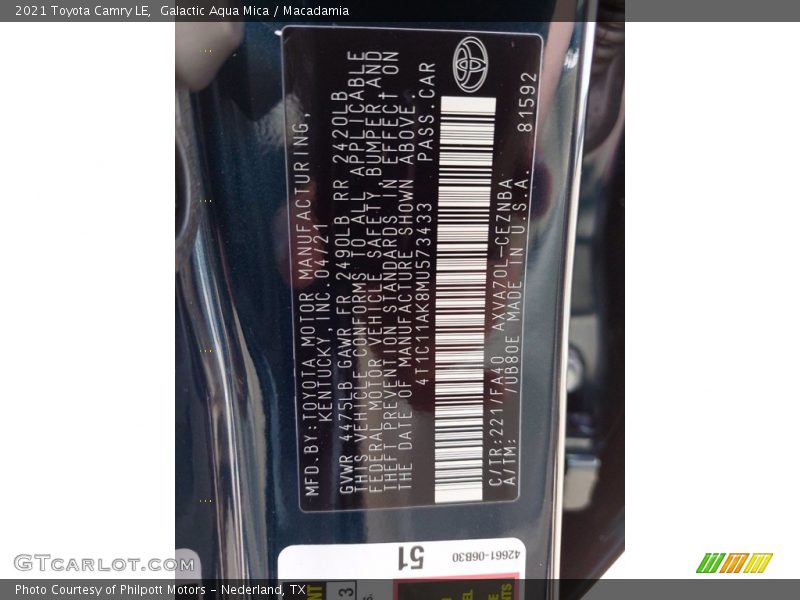 2021 Toyota Camry LE,  Galactic Aqua Mica / Macadamia
MFD.BY:TOYOTA MOTOR MANUFACTURING,
KENTUCKY, INC. 04/21
GVWR 4475LB GAWR FR 2490LB RR 2420LB
THIS VEHICLE CONFORMS TO ALL APPLICABLE
FEDERAL MOTOR VEHICLE SAFETY, BUMPER AND
THEFT PREVENTION STANDARDS IN EFFECT ON
THE DATE OF MANUFACTURE SHOWN ABOVE.
4T1C11AK8MU573433 PASS.CAR
C/TR:221/FA40 AXVA70L-CEZNBA
A/TM: /UB80E MADE IN U.S.A. 81592
42661-06B30
51
GTCARLOT.COM
Photo Courtesy of Philpott Motors – Nederland, TX